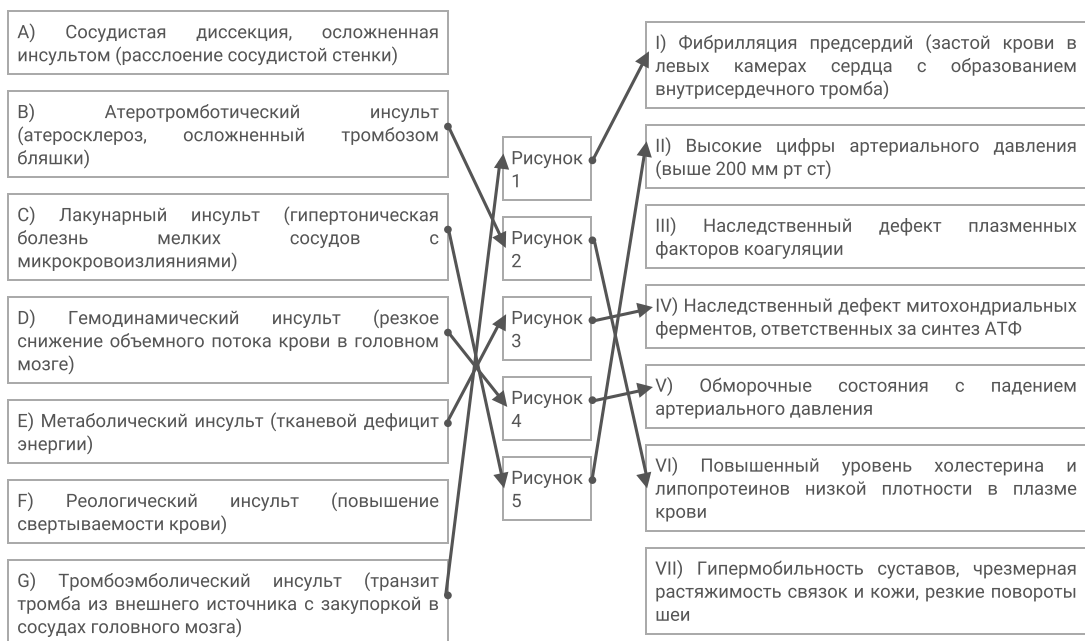 A) Сосудистая диссекция, осложненная
инсультом (расслоение сосудистой стенки)
B) Атеротромботический инсульт
(атеросклероз, осложненный тромбозом
бляшки)
C) Лакунарный инсульт (гипертоническая
болезнь мелких сосудов с
микрокровоизлияниями)
D) Гемодинамический инсульт (резкое
снижение объемного потока крови в головном
мозге)
E) Метаболический инсульт (тканевой дефицит
энергии)
F) Реологический инсульт (повышение
свертываемости крови)
G) Тромбоэмболический инсульт (транзит
тромба из внешнего источника с закупоркой в
сосудах головного мозга)
Рисунок
1
Рисунок
2
Рисунок
3
Рисунок
4
Рисунок
5
I) Фибрилляция предсердий (застой крови в
левых камерах сердца с образованием
внутрисердечного тромба)
II) Высокие цифры артериального давления
(выше 200 мм рт ст)
III) Наследственный дефект плазменных
факторов коагуляции
IV) Наследственный дефект митохондриальных
ферментов, ответственных за синтез АТФ
V) Обморочные состояния с падением
артериального давления
VI) Повышенный уровень холестерина и
липопротеинов низкой плотности в плазме
крови
VII) Гипермобильность суставов, чрезмерная
растяжимость связок и кожи, резкие повороты
шеи